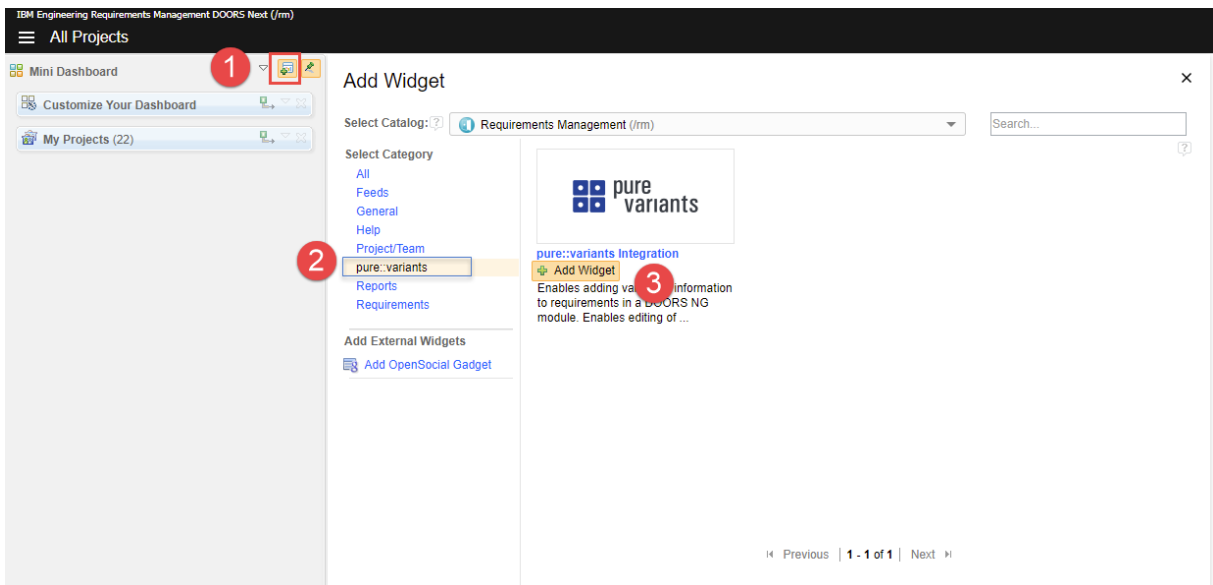 IBM Engineering Requirements Management DOORS Next (/rm)
All Projects
Mini Dashboard
1
Customize Your Dashboard
My Projects (22)
Add Widget
Select Catalog:
?
Requirements Management (/rm)
Search...
?
Select Category
All
Feeds
General
Help
Project/Team
2
pure::variants
Reports
Requirements
Add External Widgets
Add OpenSocial Gadget
pure
variants
pure::variants Integration
Add Widget
3
Enables adding va information
to requirements in a DOORS NG
module. Enables editing of ...
Previous | 1 - 1 of 1 | Next